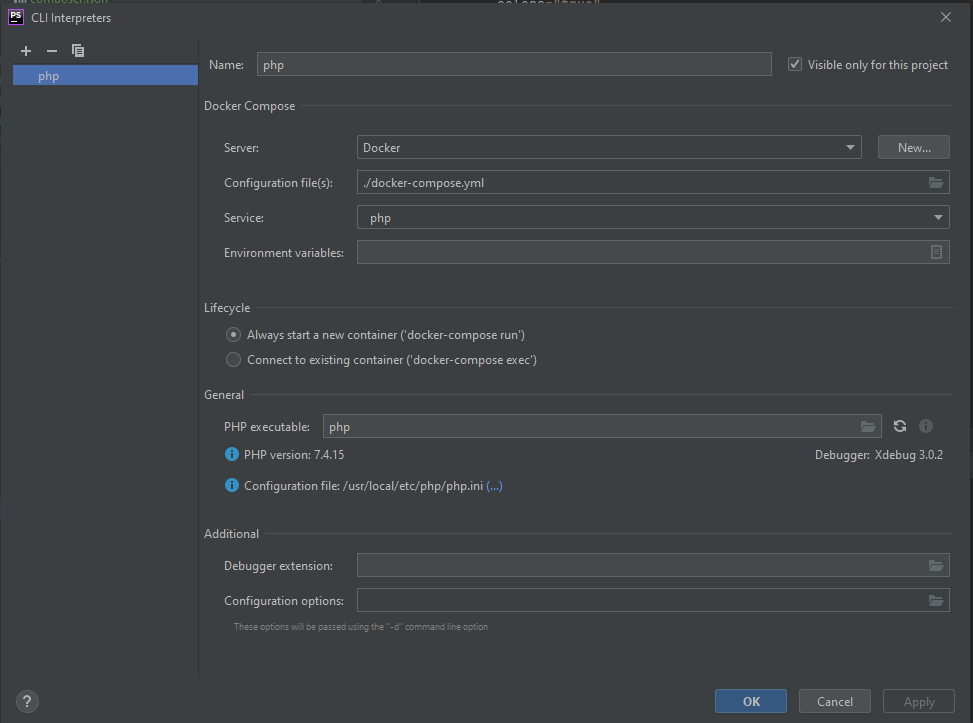 composer.json
colors="true"
PS CLI Interpreters
php
Name: php Visible only for this project
Docker Compose
Server: Docker New...
Configuration file(s): ./docker-compose.yml
Service: php
Environment variables:
Lifecycle
Always start a new container ('docker-compose run')
Connect to existing container ('docker-compose exec')
General
PHP executable: php
PHP version: 7.4.15 Debugger: Xdebug 3.0.2
Configuration file: /usr/local/etc/php/php.ini (...)
Additional
Debugger extension:
Configuration options:
These options will be passed using the "-d" command line option
? OK Cancel Apply